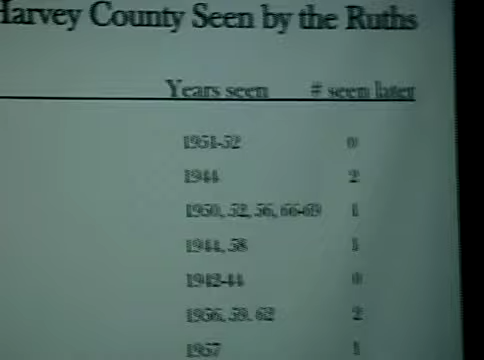 Harvey County Seen by the Ruths
Years seen # seen later
1951-52 0
1944 2
1950, 52, 56, 66-69 1
1944, 58 1
1942-44 0
1956, 59, 62 2
1957 1